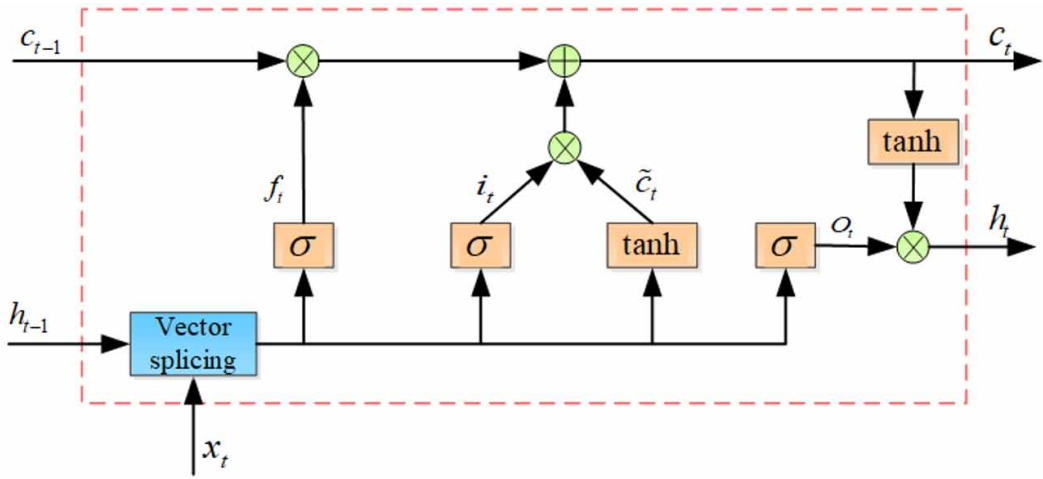 c_{t-1}
c_t
tanh
f_t
i_t
c̃_t
σ
σ
tanh
σ
o_t
h_t
h_{t-1}
Vector
splicing
x_t